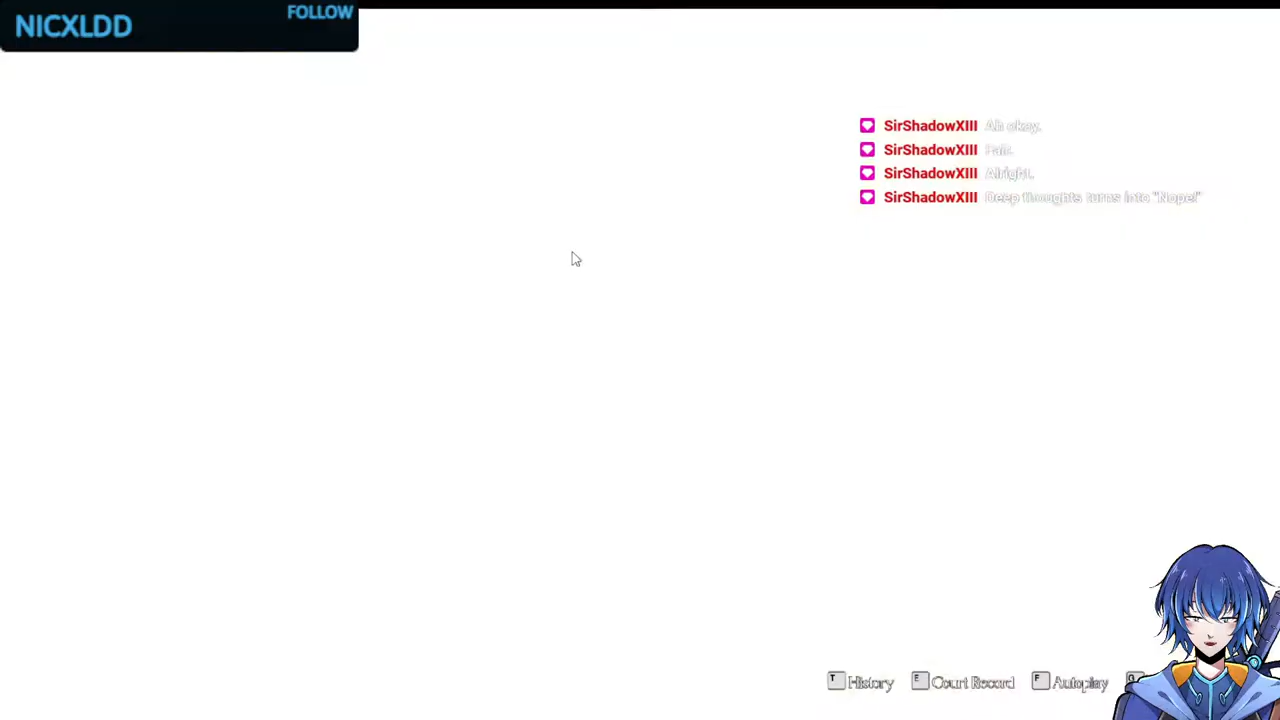 NICXLDD
FOLLOW
SirShadowXIII Ah okay.
SirShadowXIII Fair.
SirShadowXIII Alright.
SirShadowXIII Deep thoughts turns into "Nope!"
T History E Court Record F Autoplay